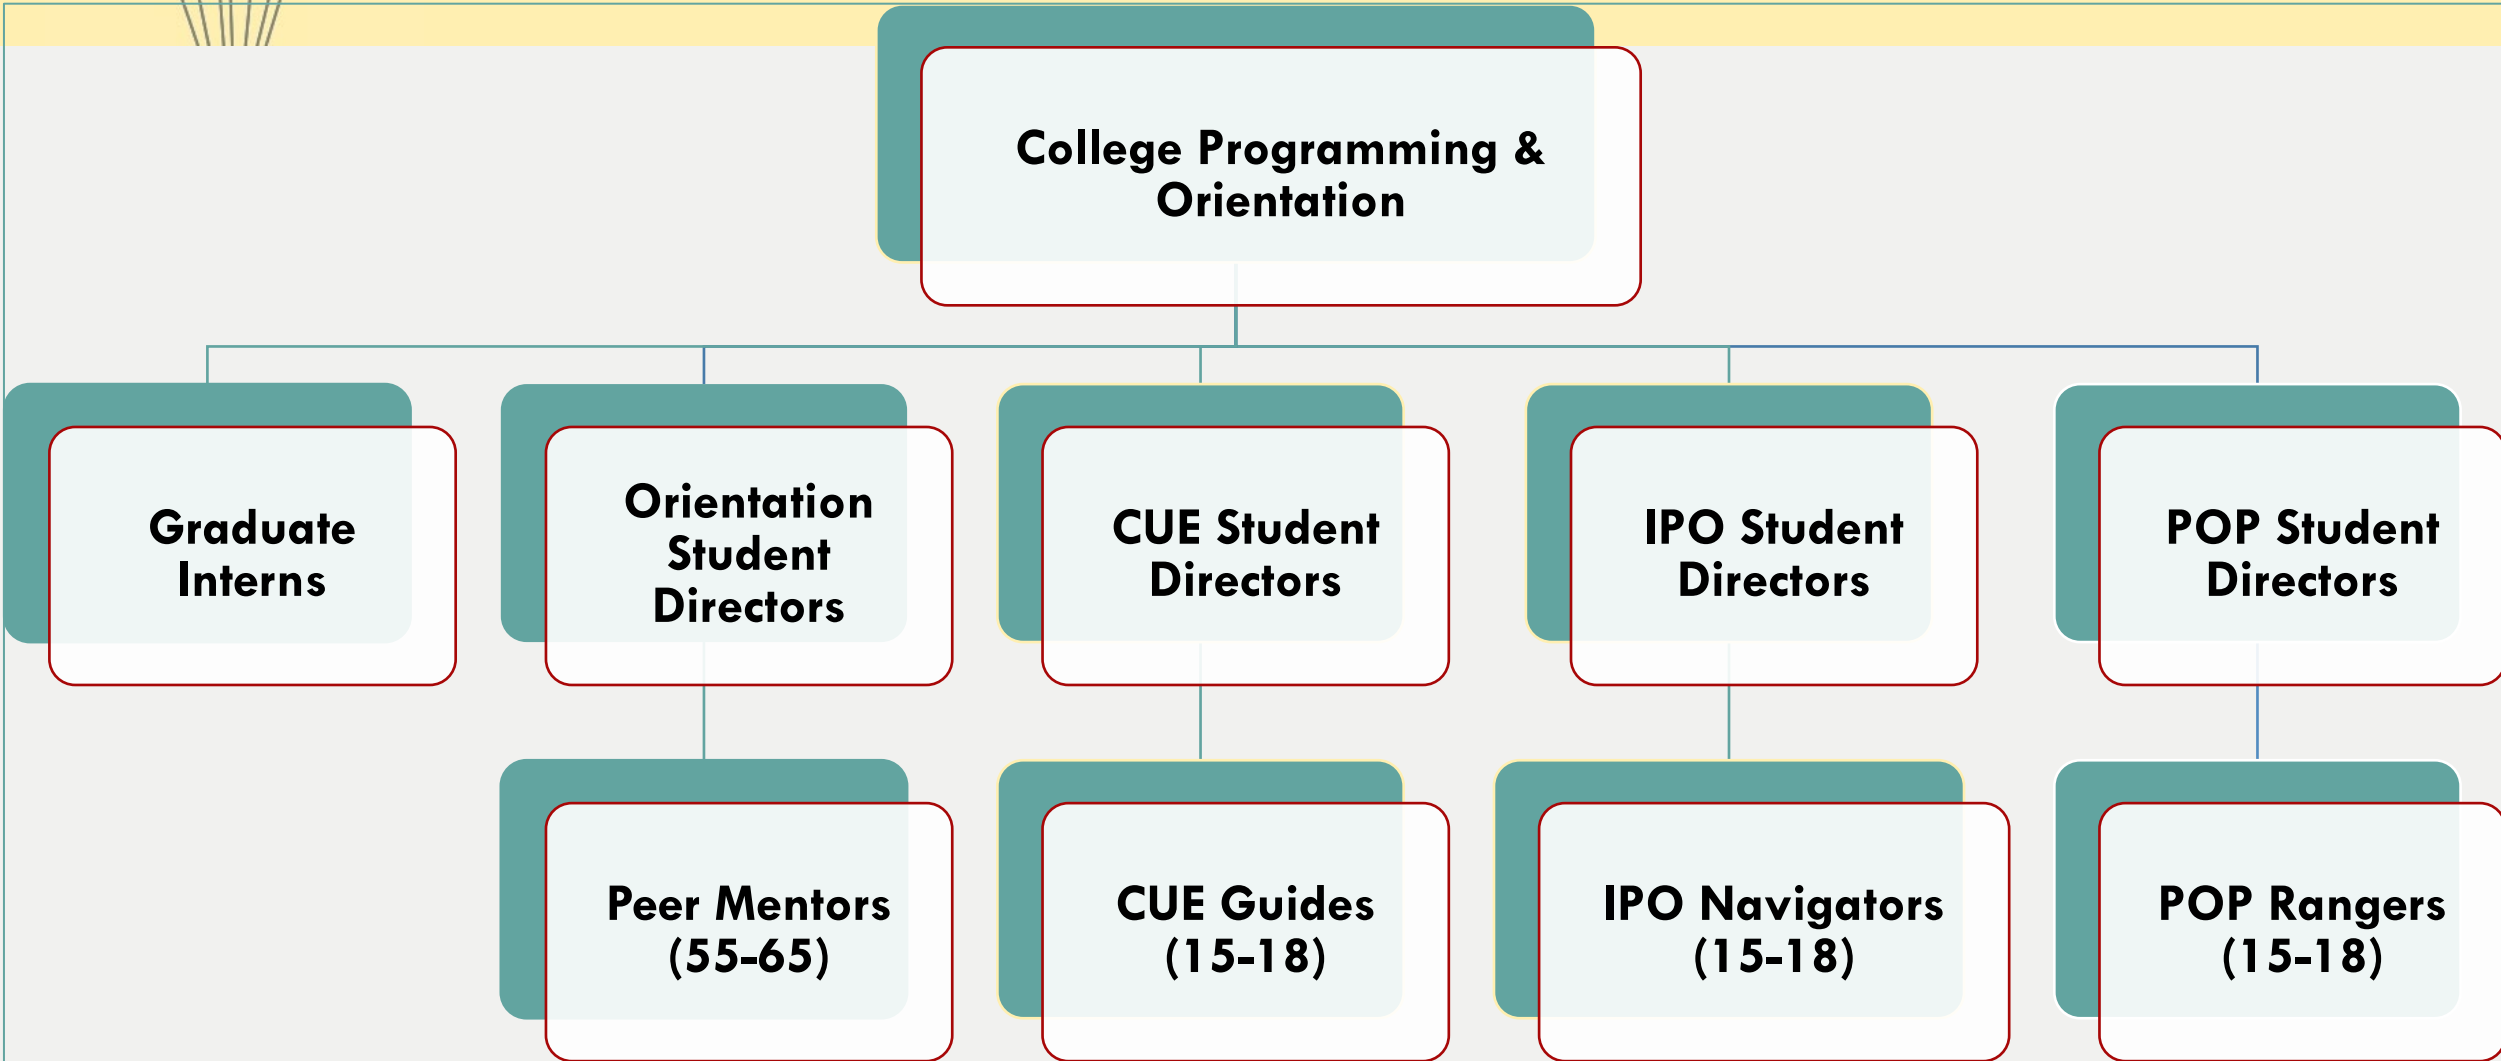 College Programming &
Orientation
Graduate
Interns
Orientation
Student
Directors
CUE Student
Directors
IPO Student
Directors
POP Student
Directors
Peer Mentors
(55-65)
CUE Guides
(15-18)
IPO Navigators
(15-18)
POP Rangers
(15-18)